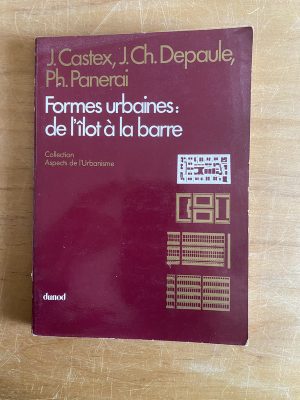 J. Castex, J. Ch. Depaule,
Ph. Panerai
Formes urbaines:
de l'îlot à la barre
Collection
Aspects de l'Urbanisme
dunod